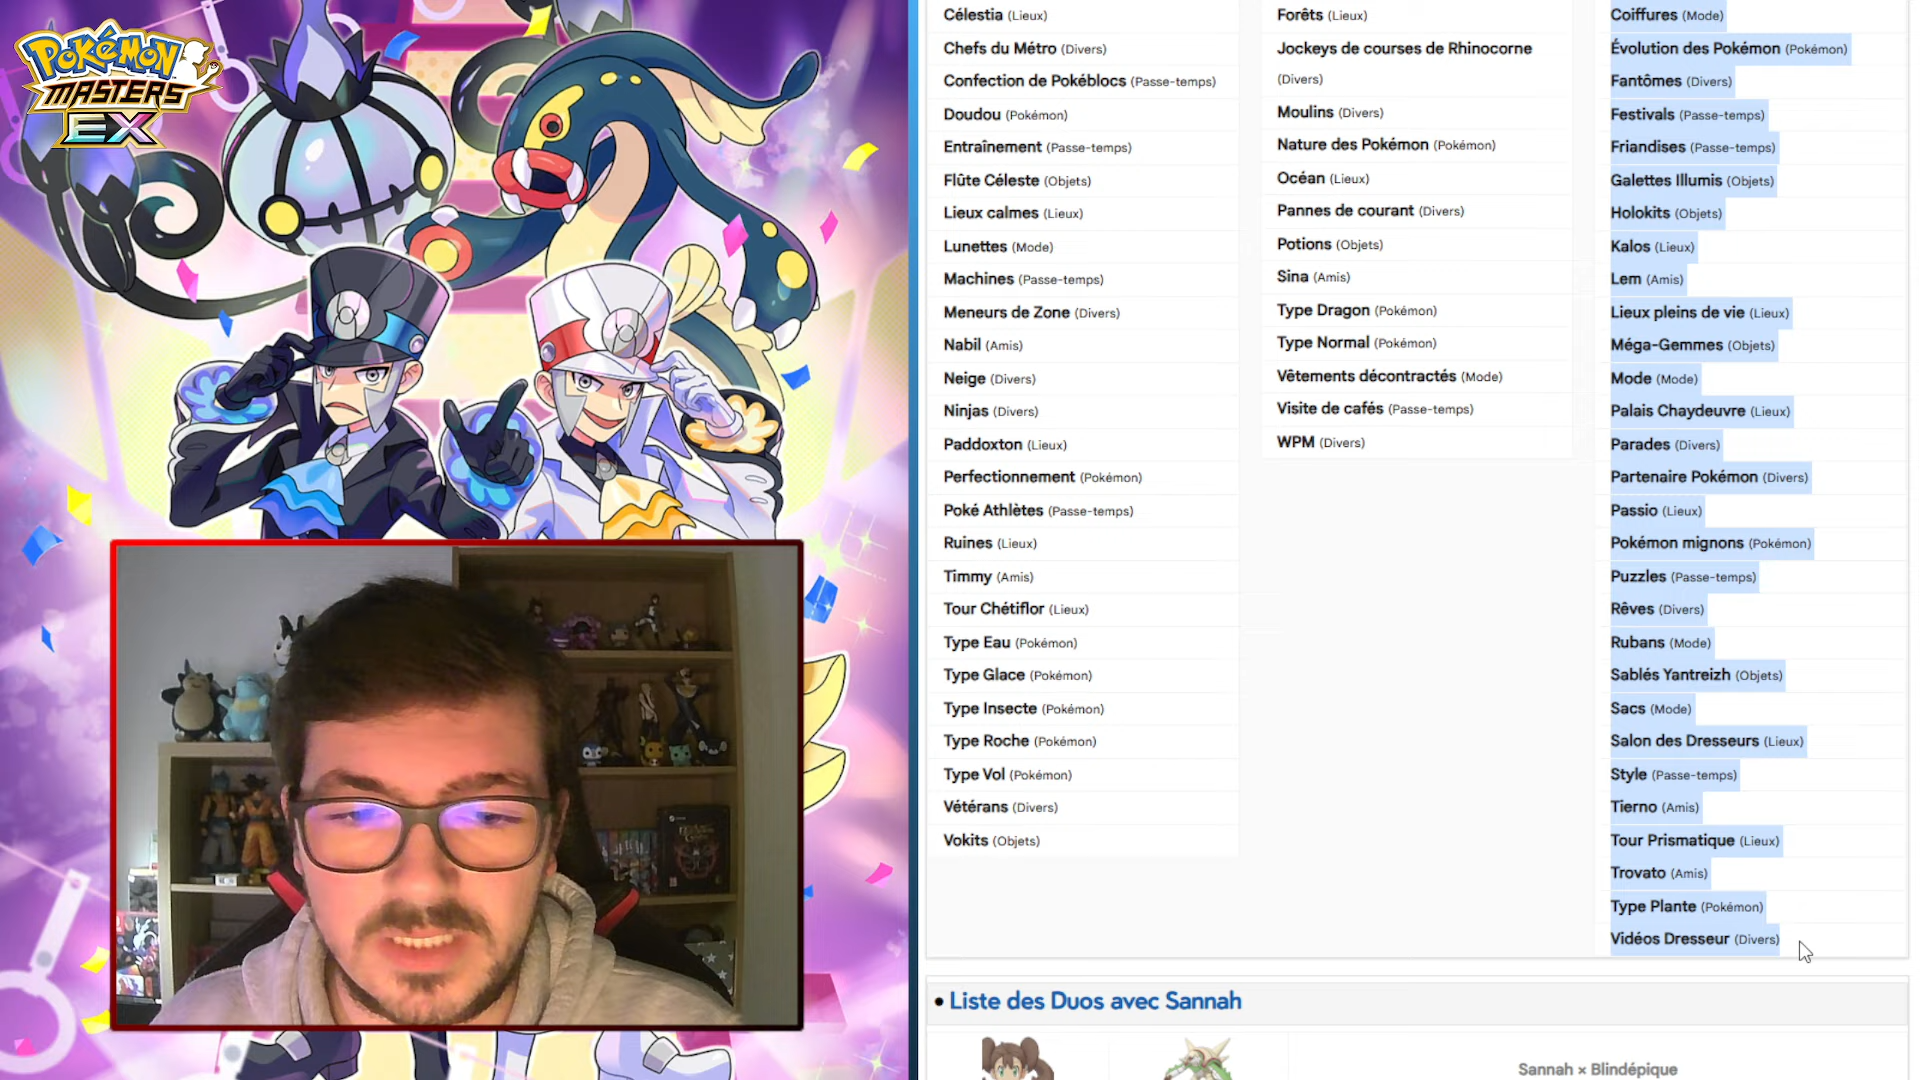 POKÉMON
MASTERS
EX
Célestia (Lieux)
Chefs du Métro (Divers)
Confection de Pokéblocs (Passe-temps)
Doudou (Pokémon)
Entraînement (Passe-temps)
Flûte Céleste (Objets)
Lieux calmes (Lieux)
Lunettes (Mode)
Machines (Passe-temps)
Meneurs de Zone (Divers)
Nabil (Amis)
Neige (Divers)
Ninjas (Divers)
Paddoxton (Lieux)
Perfectionnement (Pokémon)
Poké Athlètes (Passe-temps)
Ruines (Lieux)
Timmy (Amis)
Tour Chétiflor (Lieux)
Type Eau (Pokémon)
Type Glace (Pokémon)
Type Insecte (Pokémon)
Type Roche (Pokémon)
Type Vol (Pokémon)
Vétérans (Divers)
Vokits (Objets)
Forêts (Lieux)
Jockeys de courses de Rhinocorne
(Divers)
Moulins (Divers)
Nature des Pokémon (Pokémon)
Océan (Lieux)
Pannes de courant (Divers)
Potions (Objets)
Sina (Amis)
Type Dragon (Pokémon)
Type Normal (Pokémon)
Vêtements décontractés (Mode)
Visite de cafés (Passe-temps)
WPM (Divers)
Coiffures (Mode)
Évolution des Pokémon (Pokémon)
Fantômes (Divers)
Festivals (Passe-temps)
Friandises (Passe-temps)
Galettes Illumis (Objets)
Holokits (Objets)
Kalos (Lieux)
Lem (Amis)
Lieux pleins de vie (Lieux)
Méga-Gemmes (Objets)
Mode (Mode)
Palais Chaydeuvre (Lieux)
Parades (Divers)
Partenaire Pokémon (Divers)
Passio (Lieux)
Pokémon mignons (Pokémon)
Puzzles (Passe-temps)
Rêves (Divers)
Rubans (Mode)
Sablés Yantreizh (Objets)
Sacs (Mode)
Salon des Dresseurs (Lieux)
Style (Passe-temps)
Tierno (Amis)
Tour Prismatique (Lieux)
Trovato (Amis)
Type Plante (Pokémon)
Vidéos Dresseur (Divers)
• Liste des Duos avec Sannah
Sannah × Blindépique